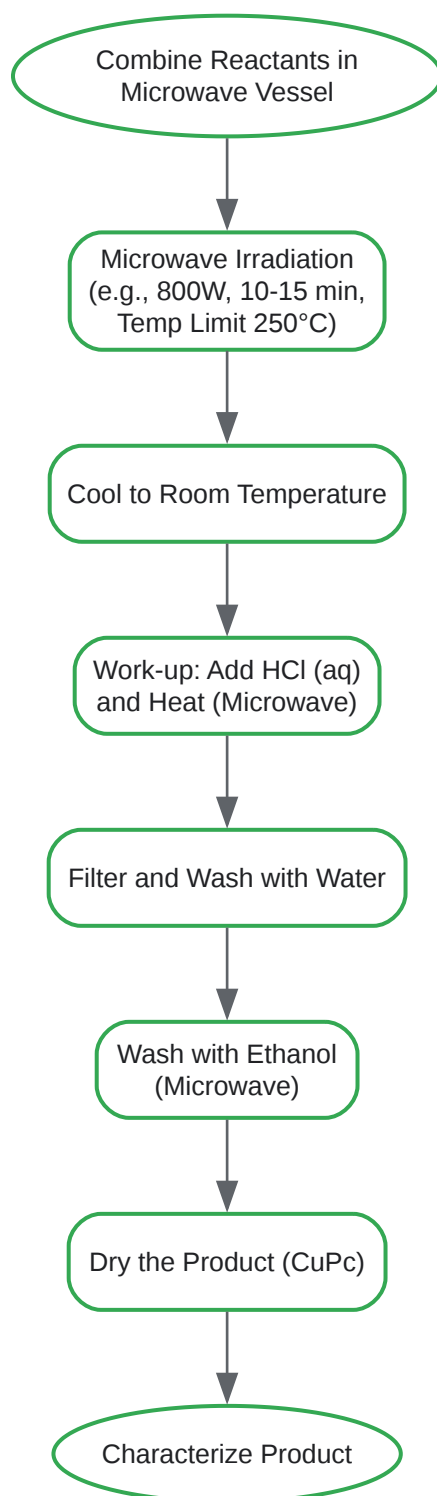 Combine Reactants in
Microwave Vessel
Microwave Irradiation
(e.g., 800W, 10-15 min,
Temp Limit 250°C)
Cool to Room Temperature
Work-up: Add HCl (aq)
and Heat (Microwave)
Filter and Wash with Water
Wash with Ethanol
(Microwave)
Dry the Product (CuPc)
Characterize Product